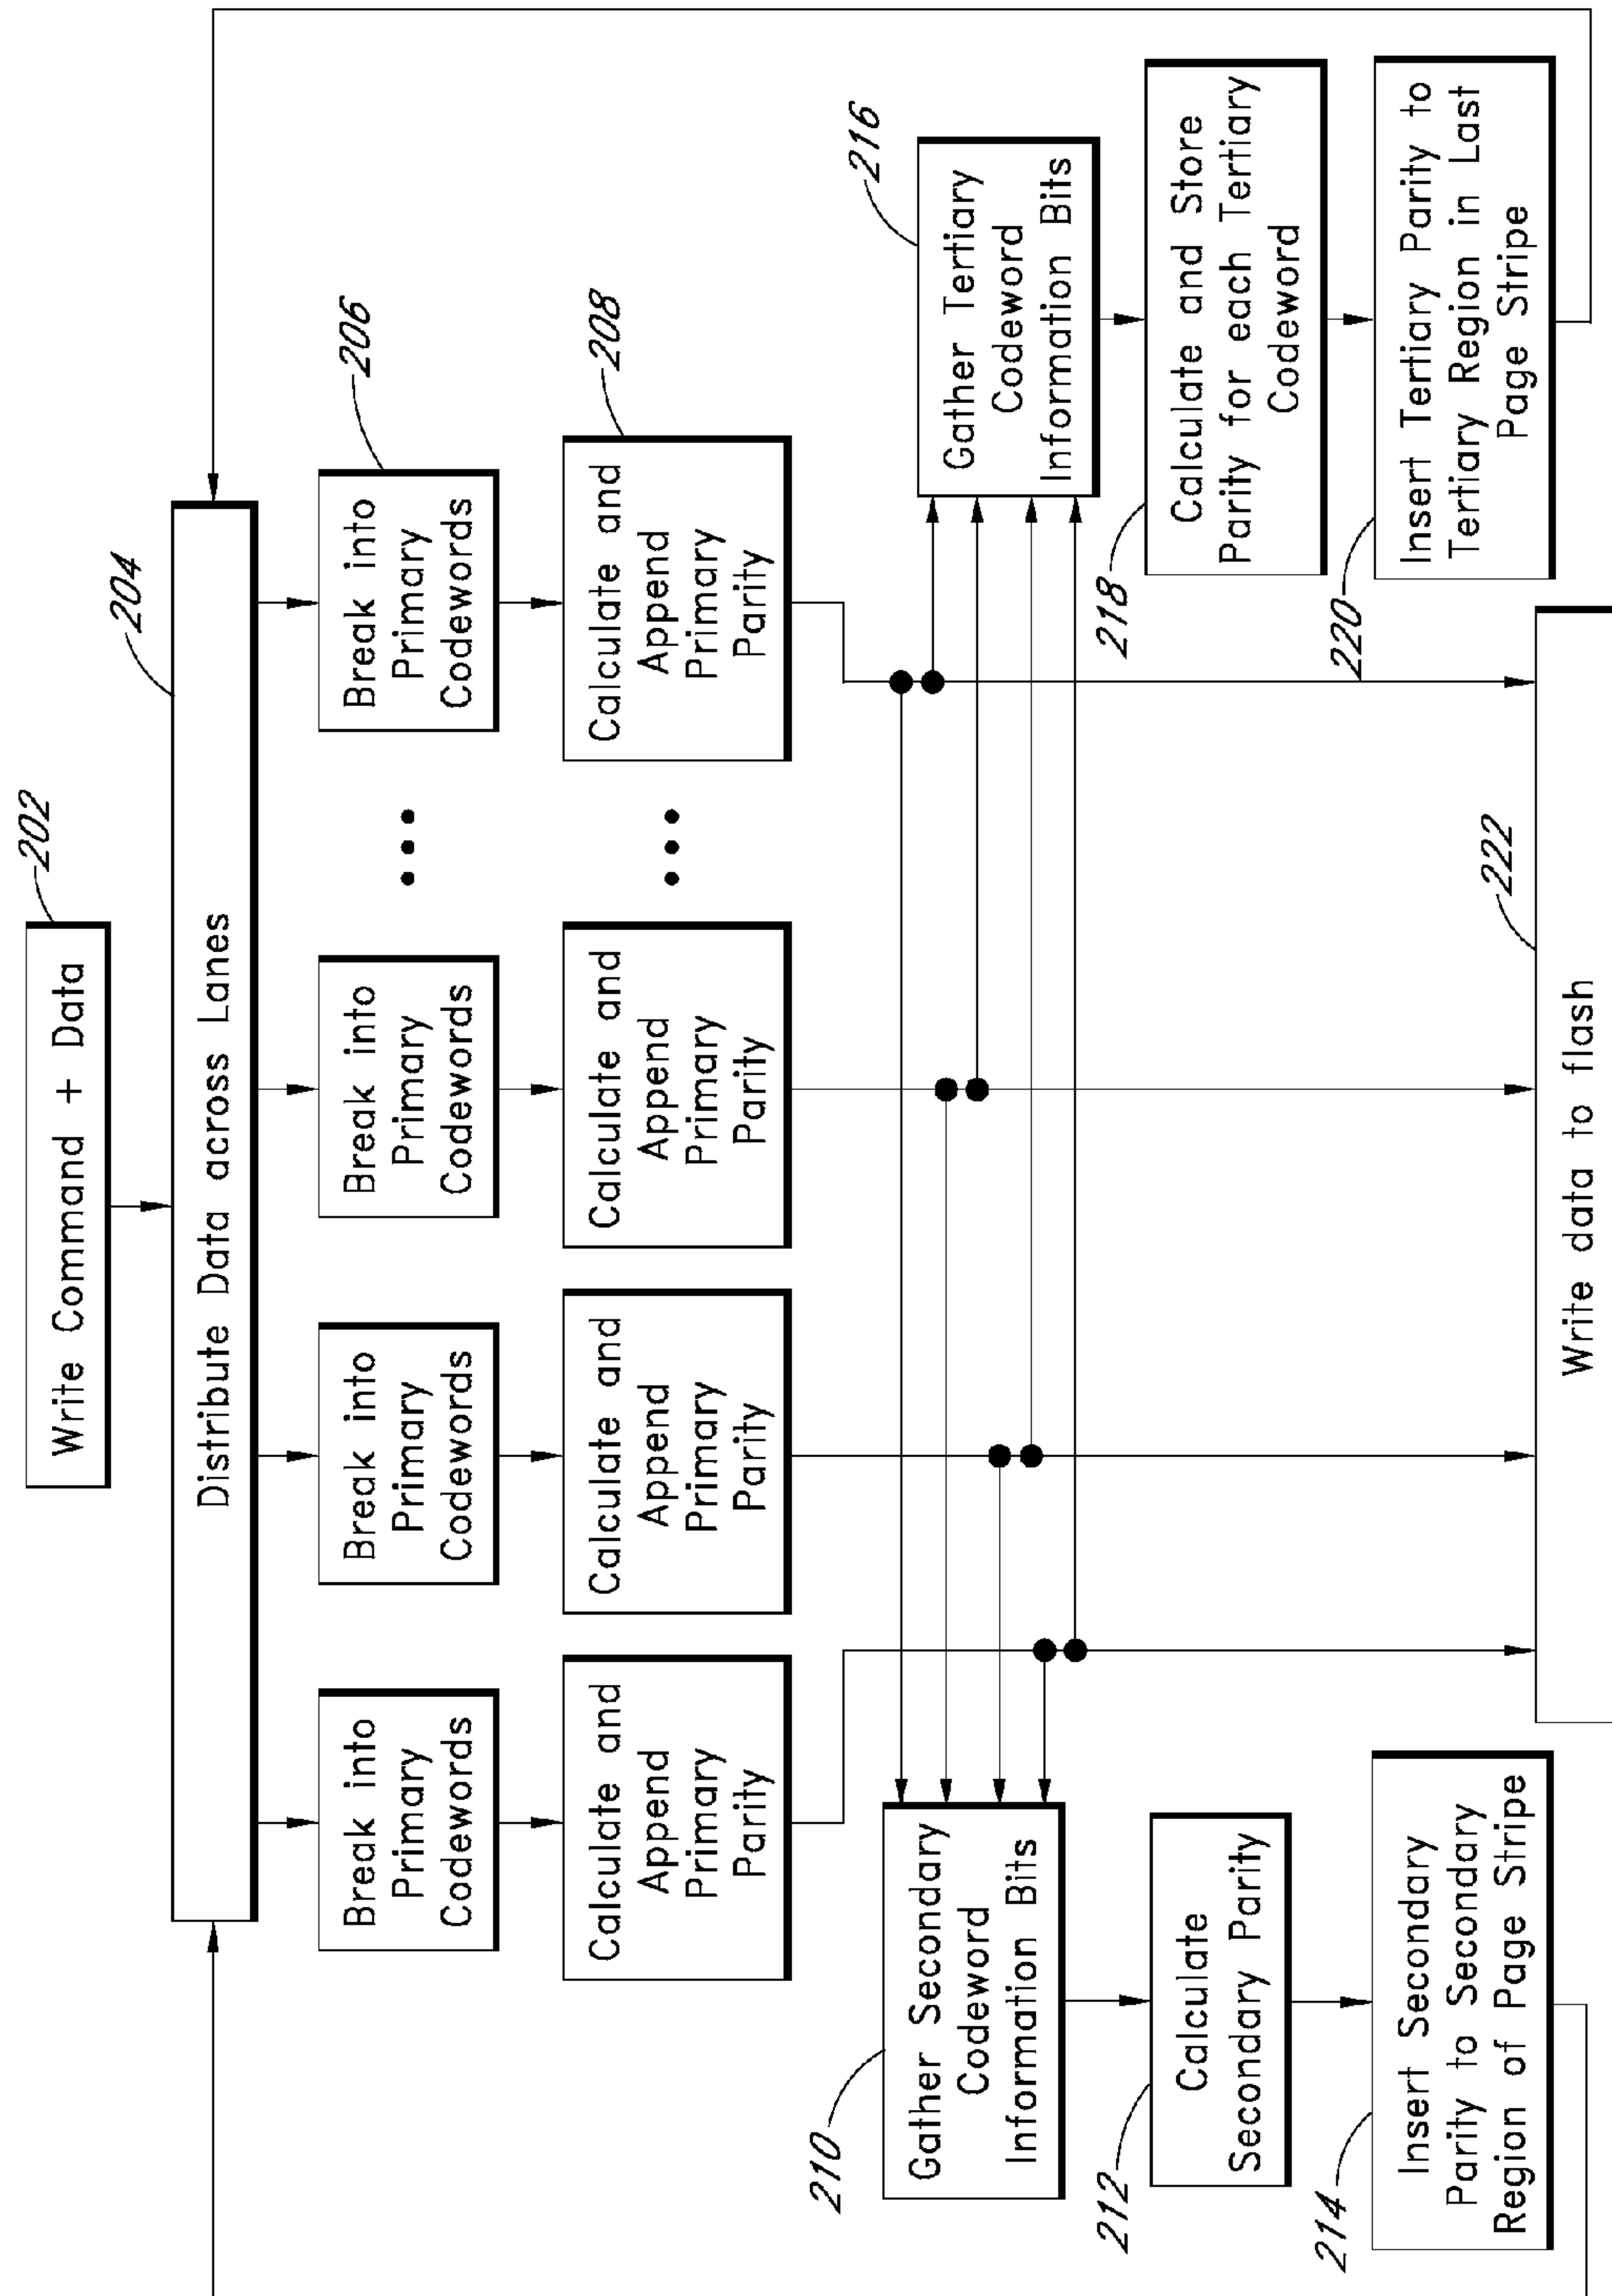 202
Write Command + Data
204
Distribute Data across Lanes
206
Break into
Primary
Codewords
Break into
Primary
Codewords
Break into
Primary
Codewords
Break into
Primary
Codewords
208
Calculate and
Append
Primary
Parity
Calculate and
Append
Primary
Parity
Calculate and
Append
Primary
Parity
Calculate and
Append
Primary
Parity
210
Gather Secondary
Codeword
Information Bits
212
Calculate
Secondary Parity
214
Insert Secondary
Parity to Secondary
Region of Page Stripe
216
Gather Tertiary
Codeword
Information Bits
218
Calculate and Store
Parity for each Tertiary
Codeword
220
Insert Tertiary Parity to
Tertiary Region in Last
Page Stripe
222
Write data to flash